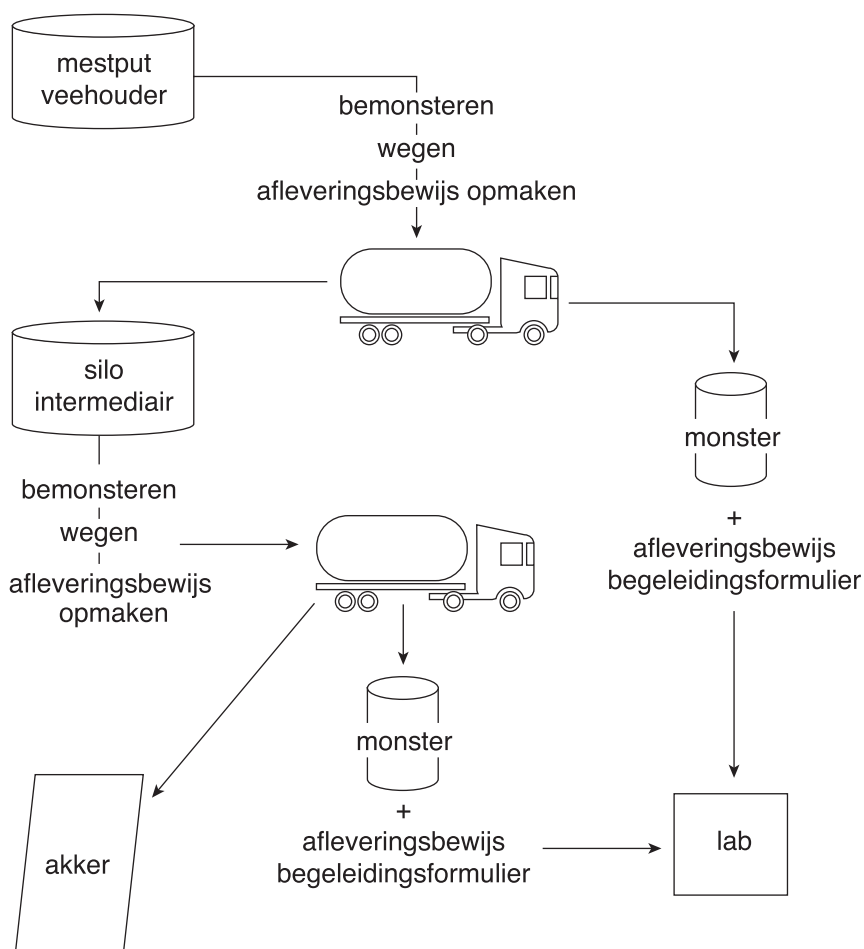 mestput
veehouder
bemonsteren
wegen
afleveringsbewijs opmaken
silo
intermediair
monster
+
afleveringsbewijs
begeleidingsformulier
bemonsteren
wegen
afleveringsbewijs
opmaken
monster
+
afleveringsbewijs
begeleidingsformulier
lab
akker